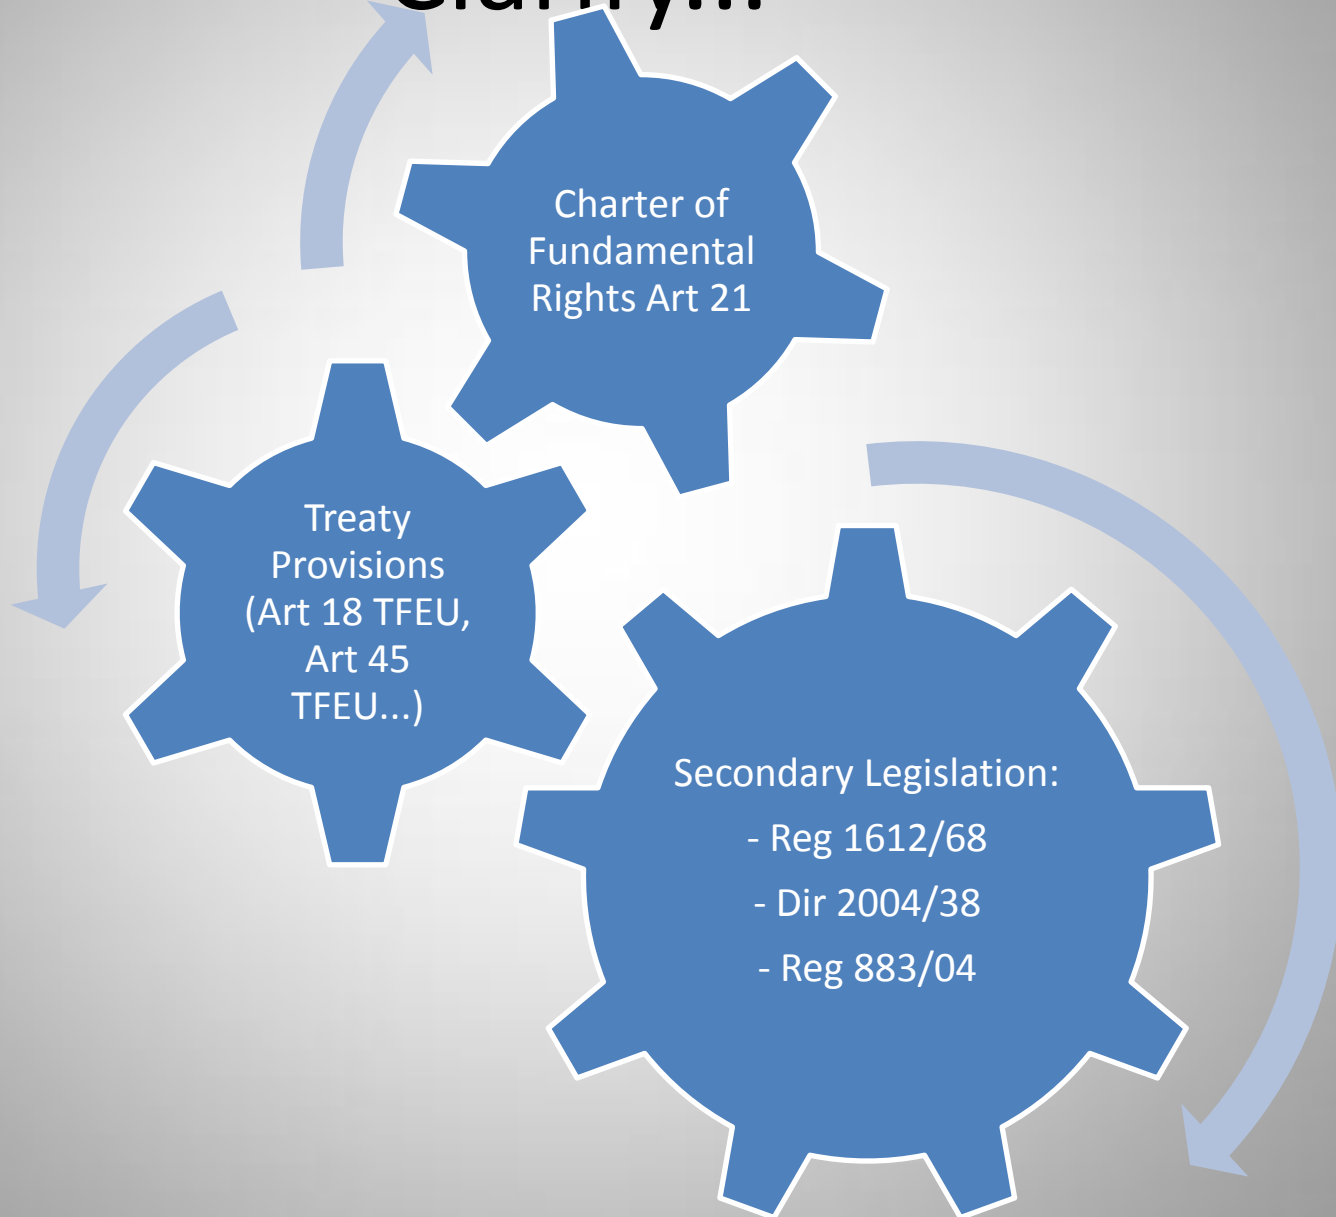 Charter of
Fundamental
Rights Art 21
Treaty
Provisions
(Art 18 TFEU,
Art 45
TFEU...)
Secondary Legislation:
- Reg 1612/68
- Dir 2004/38
- Reg 883/04